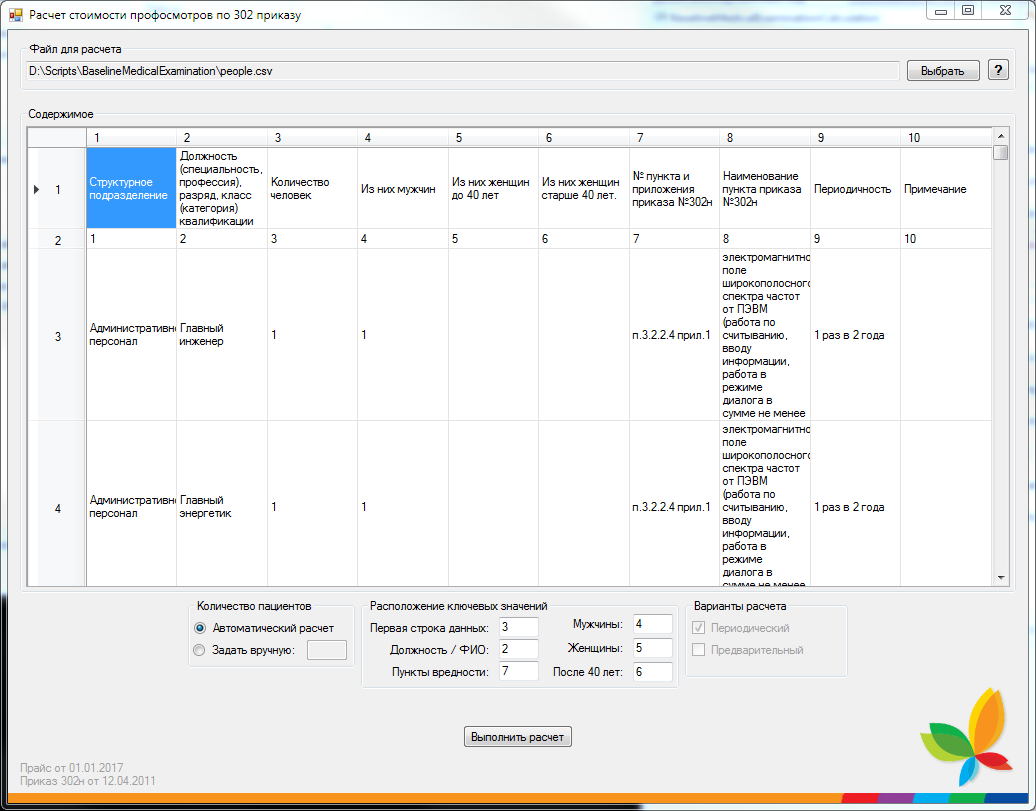 Расчет стоимости профосмотров по 302 приказу
Файл для расчета
D:\Scripts\BaselineMedicalExamination\people.csv
Выбрать
?
Содержимое
1 2 3 4 5 6 7 8 9 10
1
Структурное
подразделение
Должность
(специальность,
профессия),
разряд, класс
(категория)
квалификации
Количество
человек
Из них мужчин
Из них женщин
до 40 лет
Из них женщин
старше 40 лет.
№ пункта и
приложения
приказа №302н
Наименование
пункта приказа
№302н
Периодичность
Примечание
2 1 2 3 4 5 6 7 8 9 10
3
Административно
персонал
Главный
инженер
1
1
п.3.2.2.4 прил.1
электромагнитно
поле
широкополосног
спектра частот
от ПЭВМ
(работа по
считыванию,
вводу
информации,
работа в
режиме
диалога в
сумме не менее
1 раз в 2 года
4
Административно
персонал
Главный
энергетик
1
1
п.3.2.2.4 прил.1
электромагнитно
поле
широкополосног
спектра частот
от ПЭВМ
(работа по
считыванию,
вводу
информации,
работа в
режиме
диалога в
сумме не менее
1 раз в 2 года
Количество пациентов
Автоматический расчет
Задать вручную:
Расположение ключевых значений
Первая строка данных: 3
Должность / ФИО: 2
Пункты вредности: 7
Мужчины: 4
Женщины: 5
После 40 лет: 6
Варианты расчета
Периодический
Предварительный
Выполнить расчет
Прайс от 01.01.2017
Приказ 302н от 12.04.2011